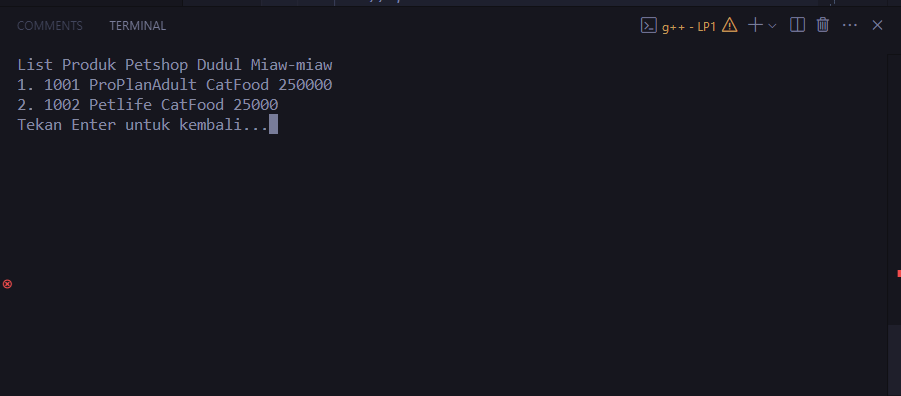 COMMENTS TERMINAL g++ - LP1
List Produk Petshop Dudul Miaw-miaw
1. 1001 ProPlanAdult CatFood 250000
2. 1002 Petlife CatFood 25000
Tekan Enter untuk kembali...